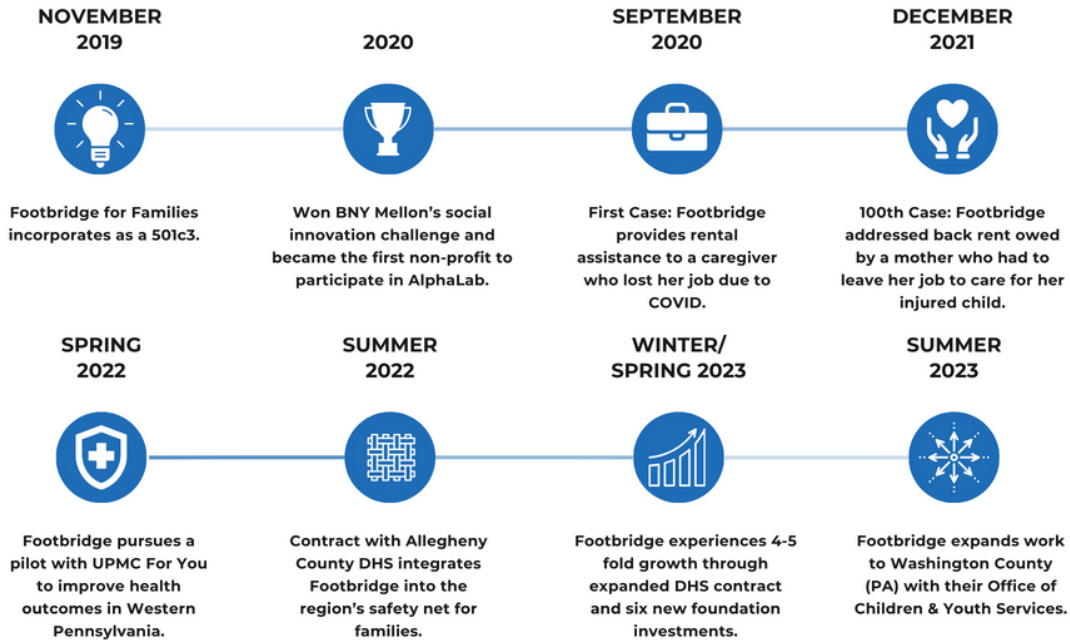 NOVEMBER
2019
Footbridge for Families
incorporates as a 501c3.
2020
Won BNY Mellon’s social
innovation challenge and
became the first non-profit to
participate in AlphaLab.
SEPTEMBER
2020
First Case: Footbridge
provides rental
assistance to a caregiver
who lost her job due to
COVID.
DECEMBER
2021
100th Case: Footbridge
addressed back rent owed
by a mother who had to
leave her job to care for her
injured child.
SPRING
2022
Footbridge pursues a
pilot with UPMC For You
to improve health
outcomes in Western
Pennsylvania.
SUMMER
2022
Contract with Allegheny
County DHS integrates
Footbridge into the
region’s safety net for
families.
WINTER/
SPRING 2023
Footbridge experiences 4-5
fold growth through
expanded DHS contract
and six new foundation
investments.
SUMMER
2023
Footbridge expands work
to Washington County
(PA) with their Office of
Children & Youth Services.